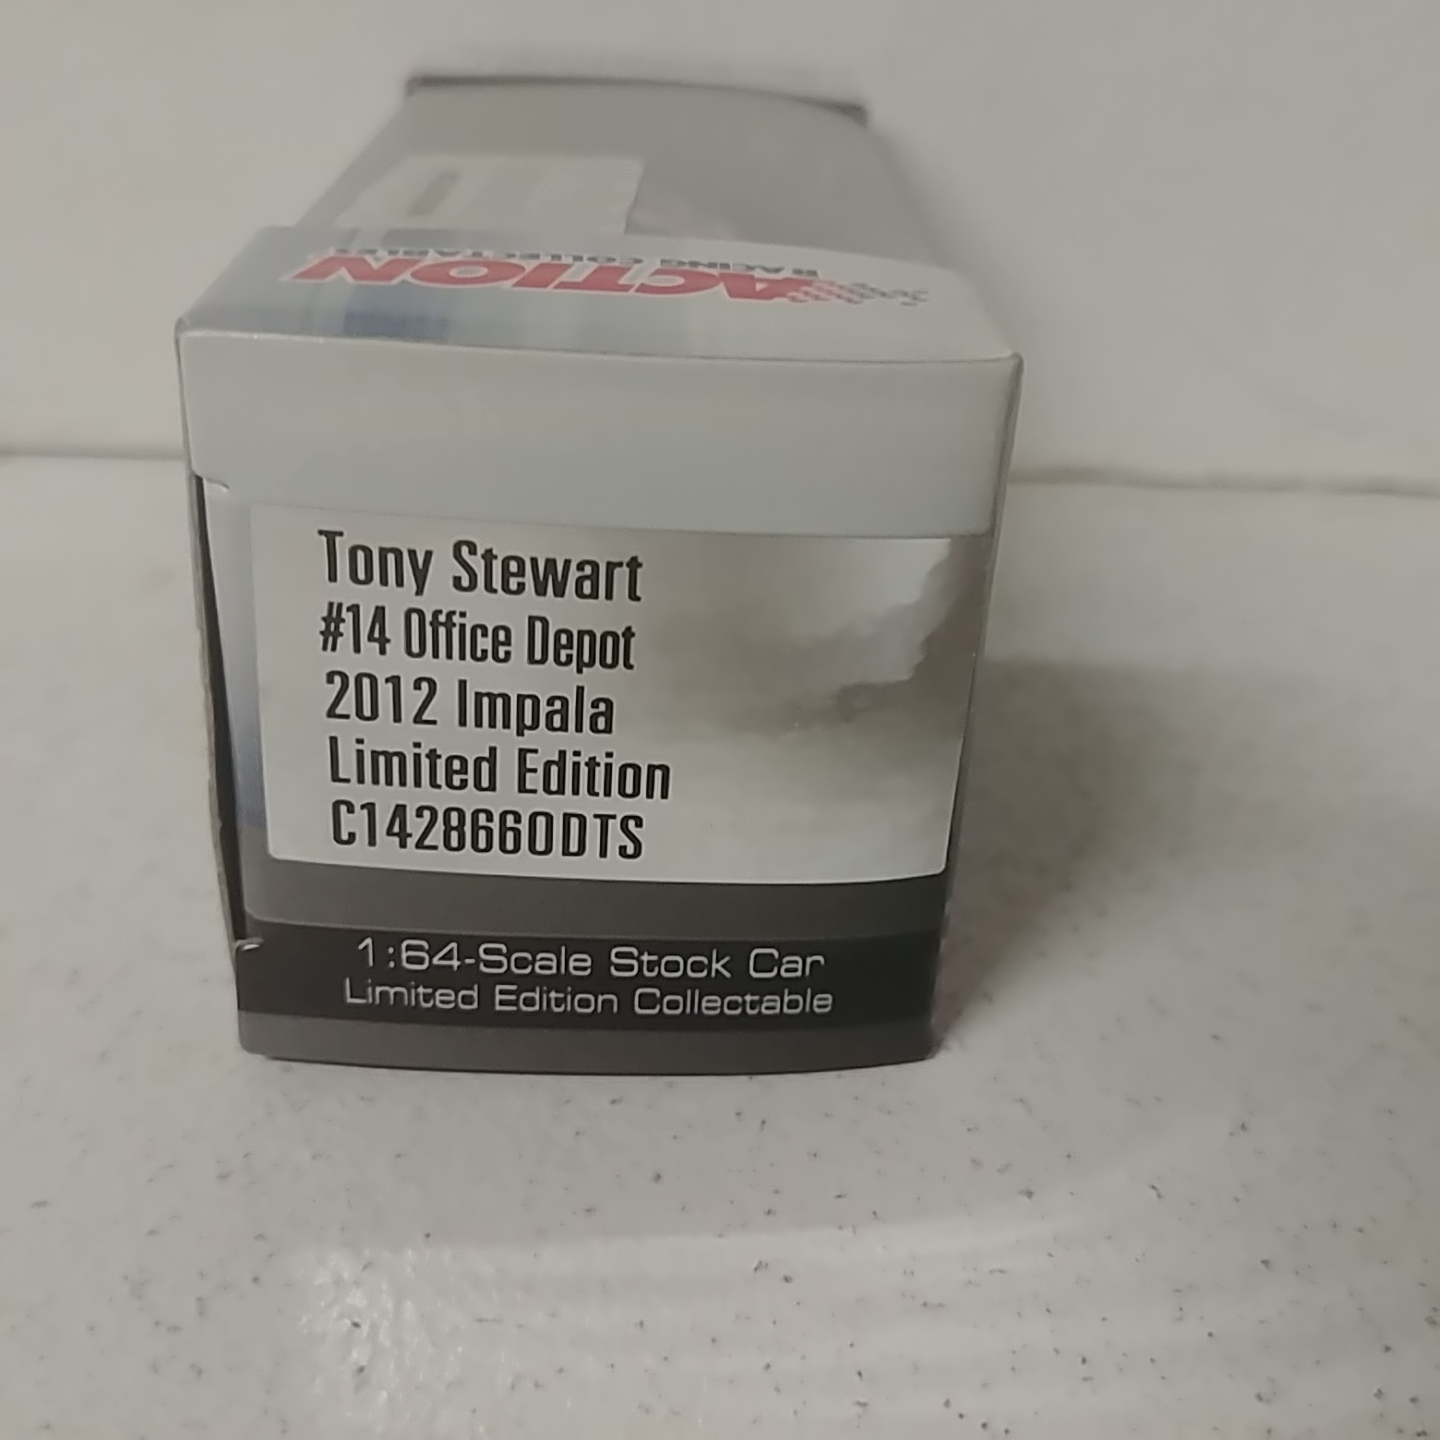 ACTION
RACING COLLECTABLES
Tony Stewart
#14 Office Depot
2012 Impala
Limited Edition
C142866ODTS
1:64-Scale Stock Car
Limited Edition Collectable